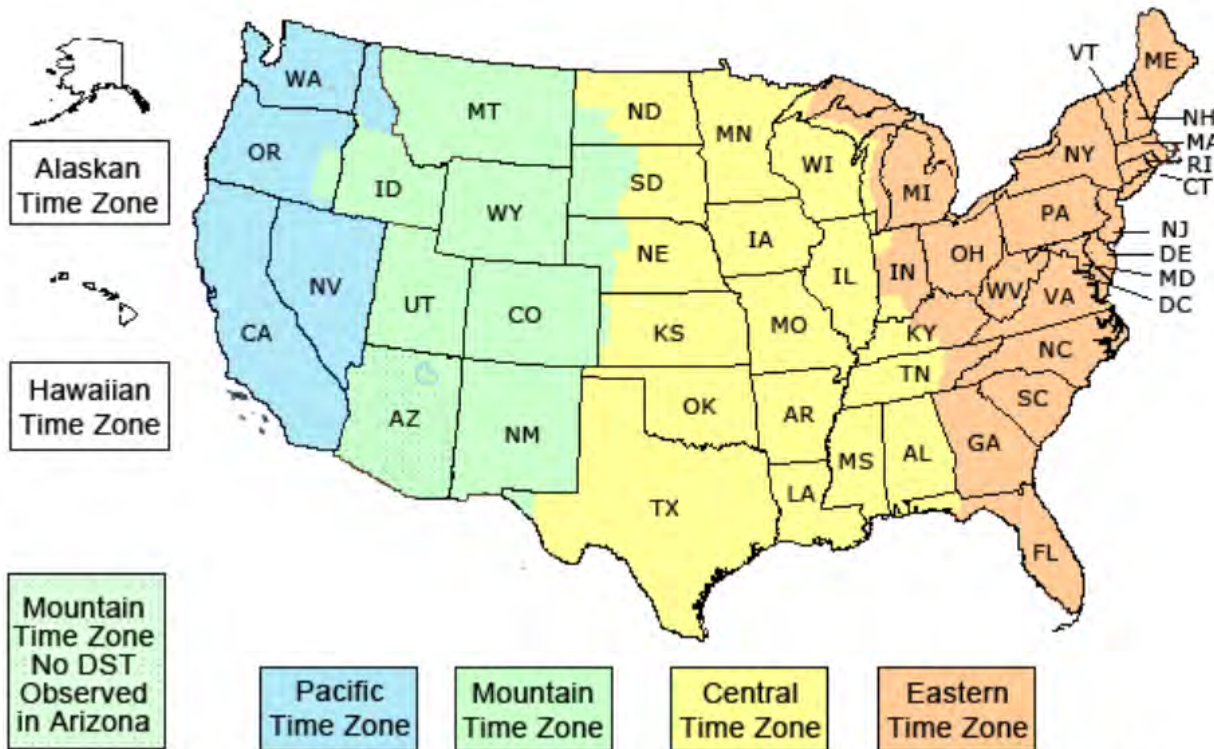 ME
VT
WA
NH
MT
ND
MN
MA
OR
RI
NY
WI
CT
ID
SD
MI
WY
PA
NJ
IA
NE
OH
DE
IN
NV
IL
MD
WV
VA
UT
DC
CO
CA
KS
MO
KY
NC
TN
OK
AZ
AR
SC
NM
GA
AL
MS
LA
TX
FL
Alaskan
Time Zone
Hawaiian
Time Zone
Mountain
Time Zone
No DST
Observed
in Arizona
Pacific
Time Zone
Mountain
Time Zone
Central
Time Zone
Eastern
Time Zone